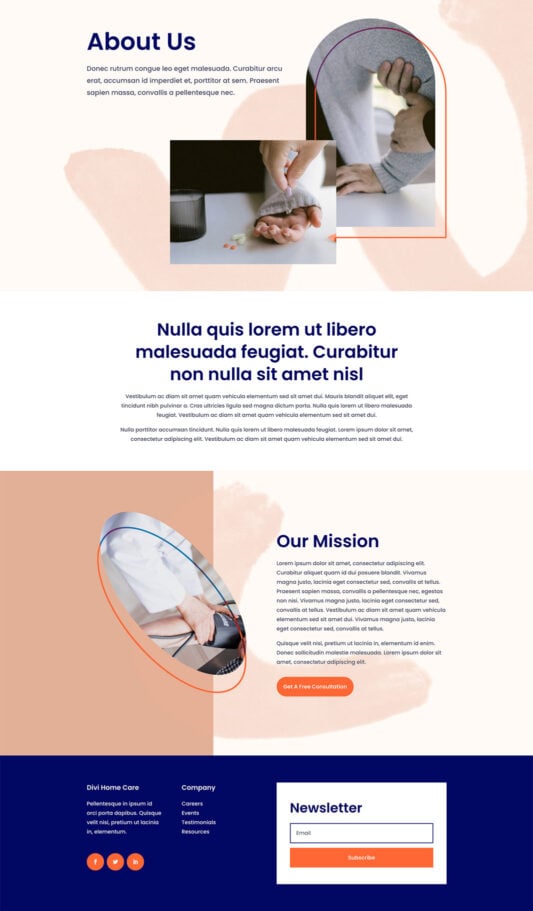 About Us
Donec rutrum congue leo eget malesuada. Curabitur arcu
erat, accumsan id imperdiet et, porttitor at sem. Praesent
sapien massa, convallis a pellentesque nec.
Nulla quis lorem ut libero
malesuada feugiat. Curabitur
non nulla sit amet nisl
Vestibulum ac diam sit amet quam vehicula elementum sed sit amet dui. Mauris blandit aliquet elit, eget
tincidunt nibh pulvinar a. Cras ultricies ligula sed magna dictum porta. Nulla quis lorem ut libero malesuada
feugiat. Vestibulum ac diam sit amet quam vehicula elementum sed sit amet dui.
Nulla porttitor accumsan tincidunt. Nulla quis lorem ut libero malesuada feugiat. Lorem ipsum dolor sit amet,
consectetur adipiscing elit. Vestibulum ac diam sit amet quam vehicula elementum sed sit amet dui.
Our Mission
Lorem ipsum dolor sit amet, consectetur adipiscing elit.
Curabitur aliquet quam id dui posuere blandit. Vivamus
magna justo, lacinia eget consectetur sed, convallis at tellus.
Praesent sapien massa, convallis a pellentesque nec, egestas
non nisi. Vivamus magna justo, lacinia eget consectetur sed,
convallis at tellus. Vestibulum ac diam sit amet quam vehicula
elementum sed sit amet dui. Vivamus magna justo, lacinia
eget consectetur sed, convallis at tellus.
Quisque velit nisi, pretium ut lacinia in, elementum id enim.
Donec sollicitudin molestie malesuada. Lorem ipsum dolor sit
amet, consectetur adipiscing elit.
Get A Free Consultation
Divi Home Care
Pellentesque in ipsum id
orci porta dapibus. Quisque
velit nisi, pretium ut lacinia
in, elementum.
Company
Careers
Events
Testimonials
Resources
Newsletter
Email
Subscribe